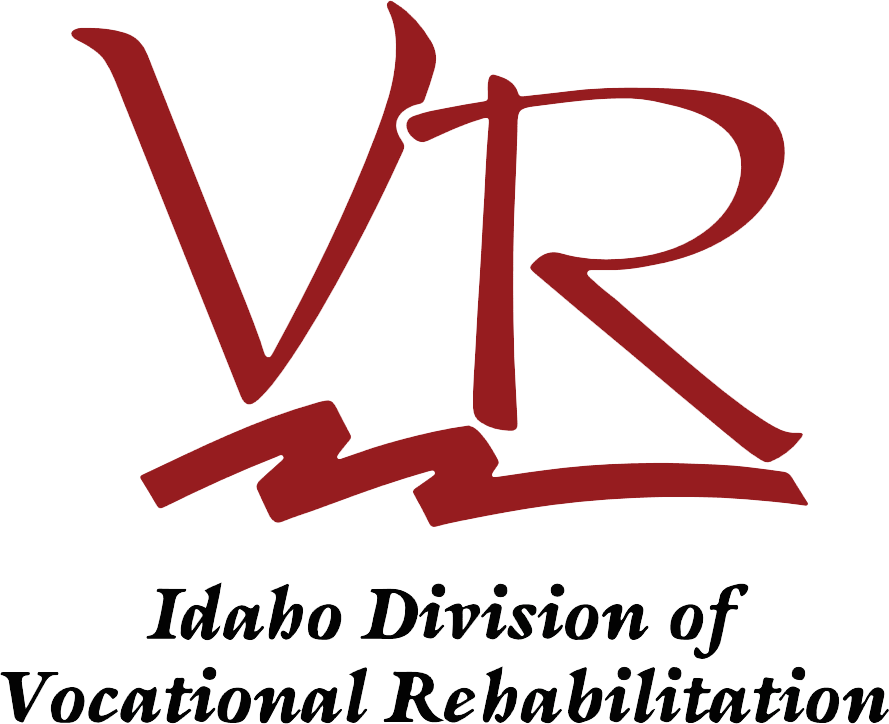 VR
Idaho Division of
Vocational Rehabilitation